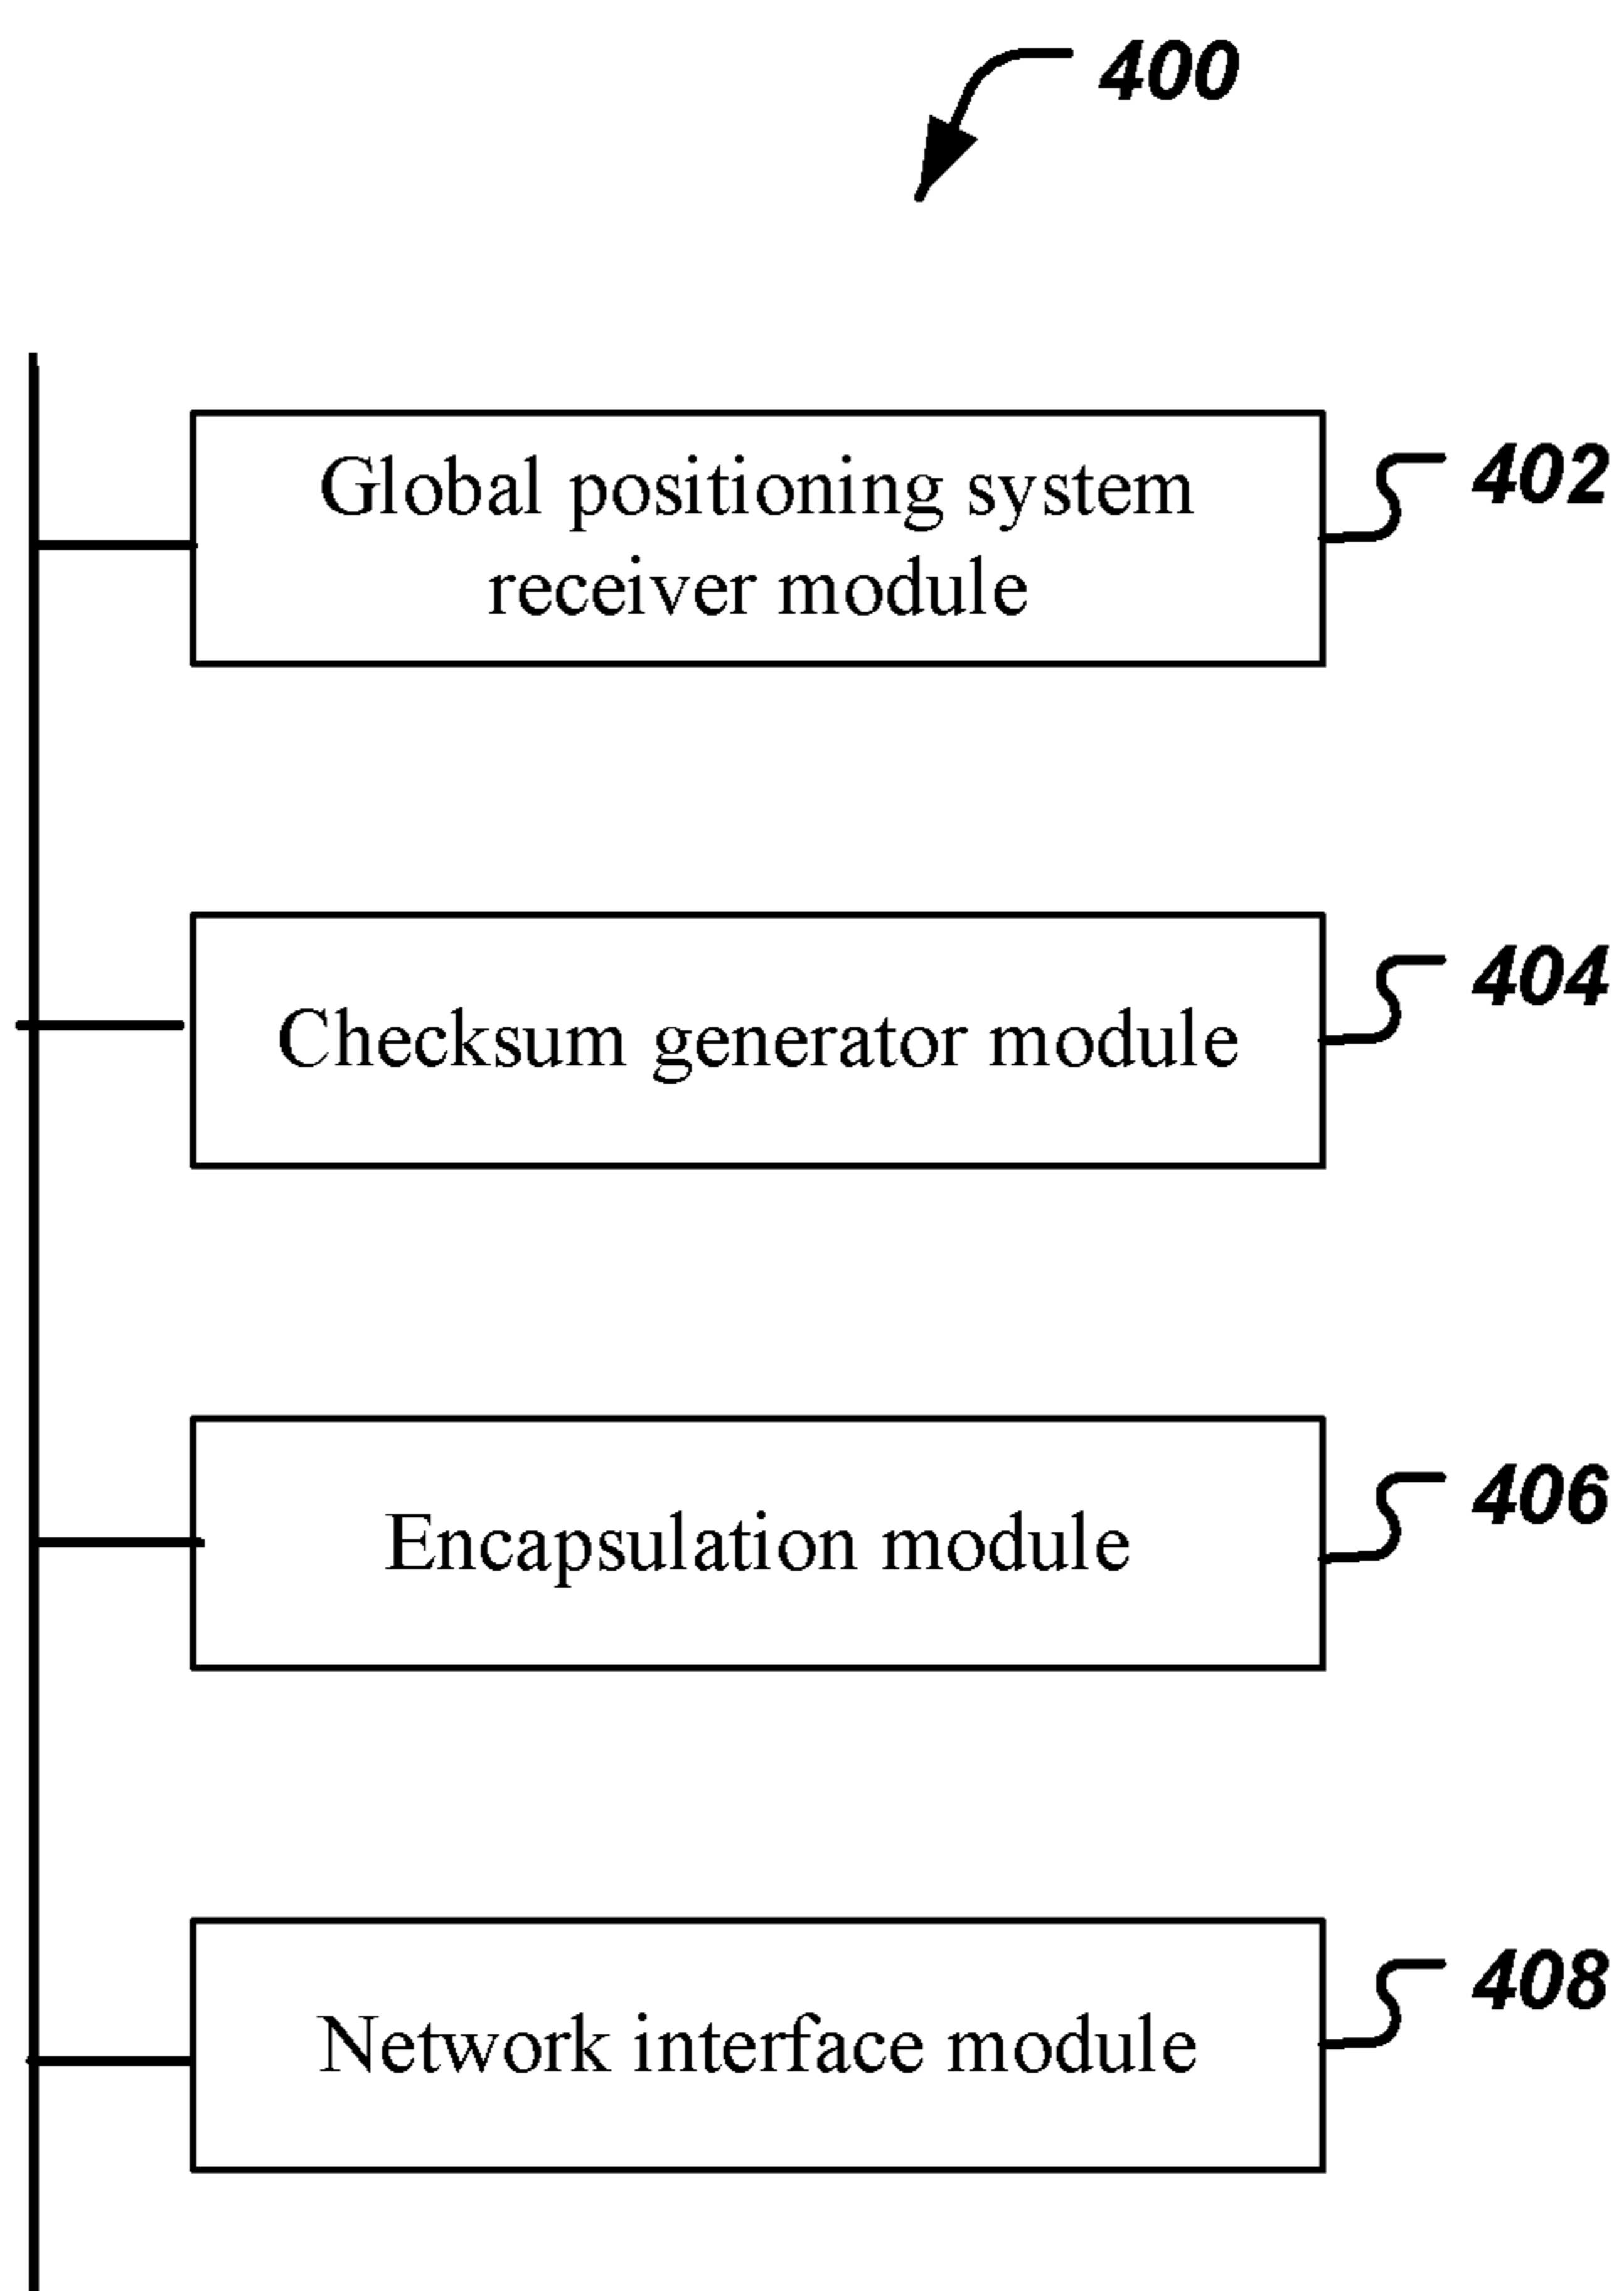 400
Global positioning system
receiver module
402
Checksum generator module
404
Encapsulation module
406
Network interface module
408